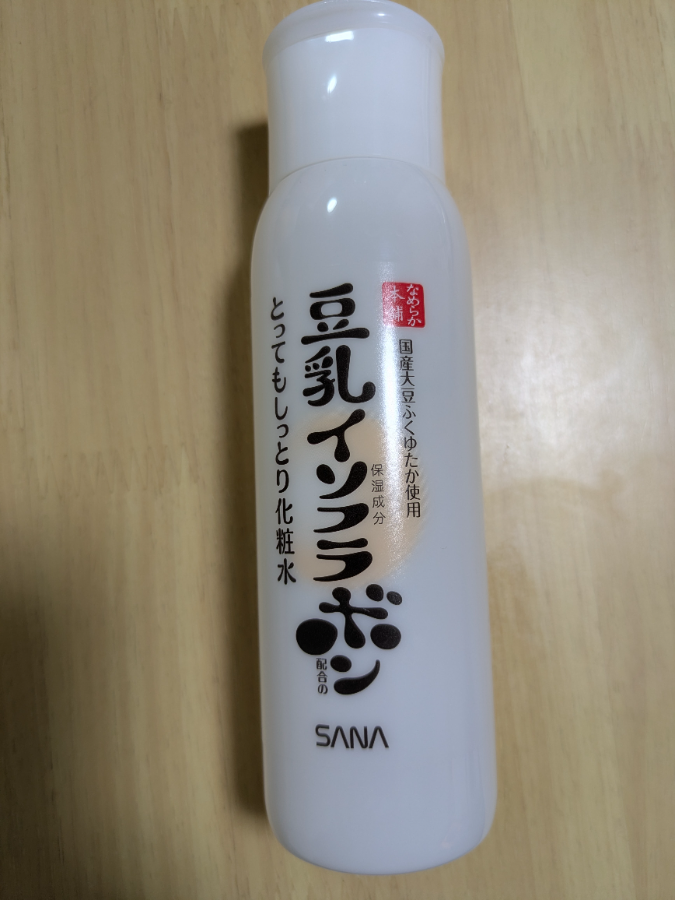 なめらか
本舗
国産大豆ふくゆたか使用
豆乳イソフラボン
保湿成分
配合の
とってもしっとり化粧水
SANA